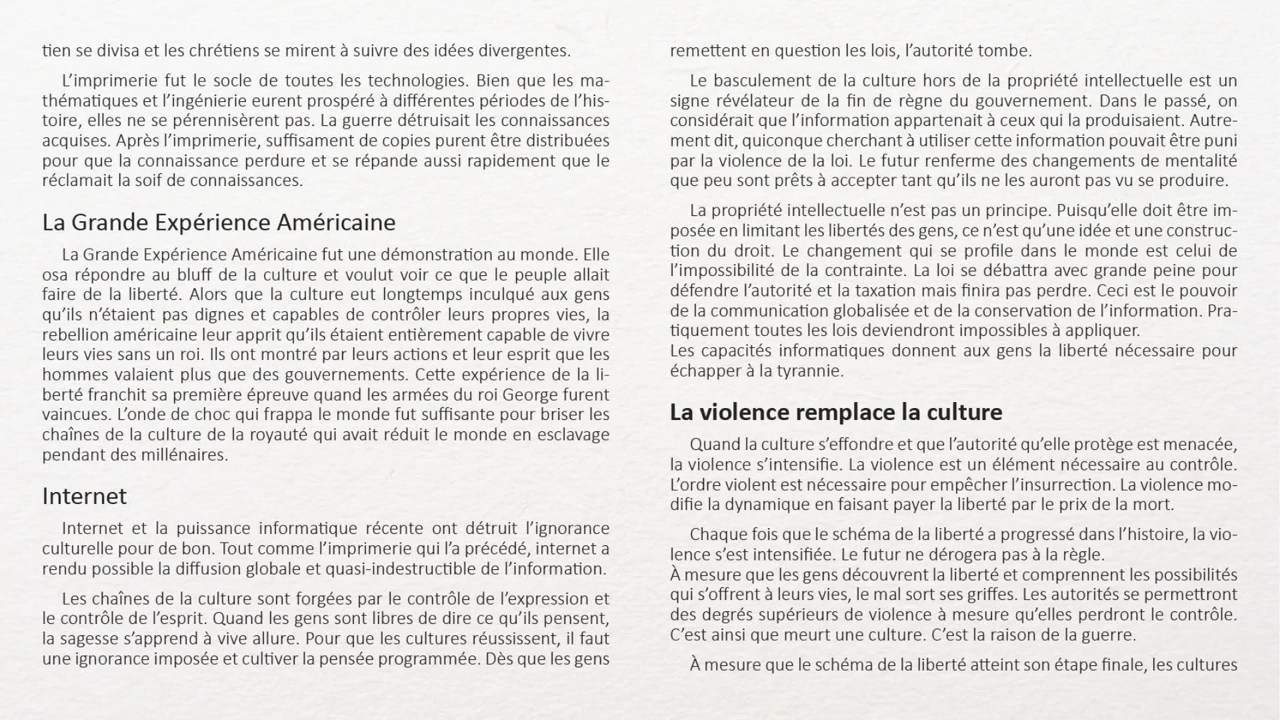 tien se divisa et les chrétiens se mirent à suivre des idées divergentes.
L’imprimerie fut le socle de toutes les technologies. Bien que les ma-
thématiques et l’ingénierie eurent prospéré à différentes périodes de l’his-
toire, elles ne se pérennisèrent pas. La guerre détruisait les connaissances
acquises. Après l’imprimerie, suffisament de copies purent être distribuées
pour que la connaissance perdure et se répande aussi rapidement que le
réclamait la soif de connaissances.
La Grande Expérience Américaine
La Grande Expérience Américaine fut une démonstration au monde. Elle
osa répondre au bluff de la culture et voulut voir ce que le peuple allait
faire de la liberté. Alors que la culture eut longtemps inculqué aux gens
qu’ils n’étaient pas dignes et capables de contrôler leurs propres vies, la
rebellion américaine leur apprit qu’ils étaient entièrement capable de vivre
leurs vies sans un roi. Ils ont montré par leurs actions et leur esprit que les
hommes valaient plus que des gouvernements. Cette expérience de la li-
berté franchit sa première épreuve quand les armées du roi George furent
vaincues. L’onde de choc qui frappa le monde fut suffisante pour briser les
chaînes de la culture de la royauté qui avait réduit le monde en esclavage
pendant des millénaires.
Internet
Internet et la puissance informatique récente ont détruit l’ignorance
culturelle pour de bon. Tout comme l’imprimerie qui l’a précédé, internet a
rendu possible la diffusion globale et quasi-indestructible de l’information.
Les chaînes de la culture sont forgées par le contrôle de l’expression et
le contrôle de l’esprit. Quand les gens sont libres de dire ce qu’ils pensent,
la sagesse s’apprend à vive allure. Pour que les cultures réussissent, il faut
une ignorance imposée et cultiver la pensée programmée. Dès que les gens
remettent en question les lois, l’autorité tombe.
Le basculement de la culture hors de la propriété intellectuelle est un
signe révélateur de la fin de règne du gouvernement. Dans le passé, on
considérait que l’information appartenait à ceux qui la produisaient. Autre-
ment dit, quiconque cherchant à utiliser cette information pouvait être puni
par la violence de la loi. Le futur renferme des changements de mentalité
que peu sont prêts à accepter tant qu’ils ne les auront pas vu se produire.
La propriété intellectuelle n’est pas un principe. Puisqu’elle doit être im-
posée en limitant les libertés des gens, ce n’est qu’une idée et une construc-
tion du droit. Le changement qui se profile dans le monde est celui de
l’impossibilité de la contrainte. La loi se débattra avec grande peine pour
défendre l’autorité et la taxation mais finira pas perdre. Ceci est le pouvoir
de la communication globalisée et de la conservation de l’information. Pra-
tiquement toutes les lois deviendront impossibles à appliquer.
Les capacités informatiques donnent aux gens la liberté nécessaire pour
échapper à la tyrannie.
La violence remplace la culture
Quand la culture s’effondre et que l’autorité qu’elle protège est menacée,
la violence s’intensifie. La violence est un élément nécessaire au contrôle.
L’ordre violent est nécessaire pour empêcher l’insurrection. La violence mo-
difie la dynamique en faisant payer la liberté par le prix de la mort.
Chaque fois que le schéma de la liberté a progressé dans l’histoire, la vio-
lence s’est intensifiée. Le futur ne dérogera pas à la règle.
À mesure que les gens découvrent la liberté et comprennent les possibilités
qui s’offrent à leurs vies, le mal sort ses griffes. Les autorités se permettront
des degrés supérieurs de violence à mesure qu’elles perdront le contrôle.
C’est ainsi que meurt une culture. C’est la raison de la guerre.
À mesure que le schéma de la liberté atteint son étape finale, les cultures